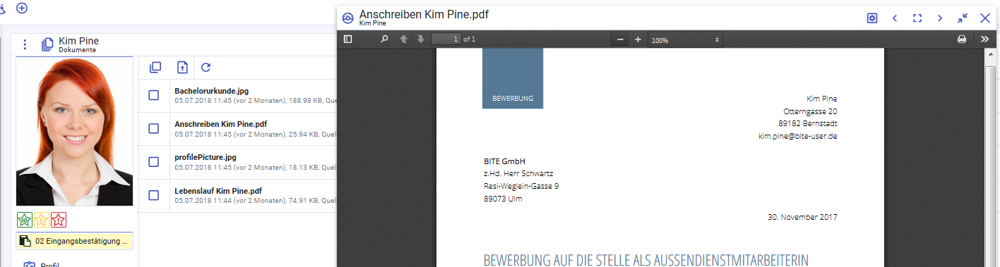 Kim Pine
Dokumente
Bachelorurkunde.jpg
05.07.2018 11:45 (vor 2 Monaten), 188.98 KB, Que
Anschreiben Kim Pine.pdf
05.07.2018 11:45 (vor 2 Monaten), 25.94 KB, Quell
profilePicture.jpg
05.07.2018 11:45 (vor 2 Monaten), 18.13 KB, Quel
Lebenslauf Kim Pine.pdf
05.07.2018 11:44 (vor 2 Monaten), 74.91 KB, Quel
10 5 1
02 Eingangsbestätigung ...
Profil
Anschreiben Kim Pine.pdf
Kim Pine
1 of 1
100%
BEWERBUNG
Kim Pine
Otterngasse 20
89182 Bernstadt
kim.pine@bite-user.de
BITE GmbH
z.Hd. Herr Schwartz
Resi-Weglein-Gasse 9
89073 Ulm
30. November 2017
BEWERBUNG AUF DIE STELLE ALS AUSSENDIENSTMITARBEITERIN